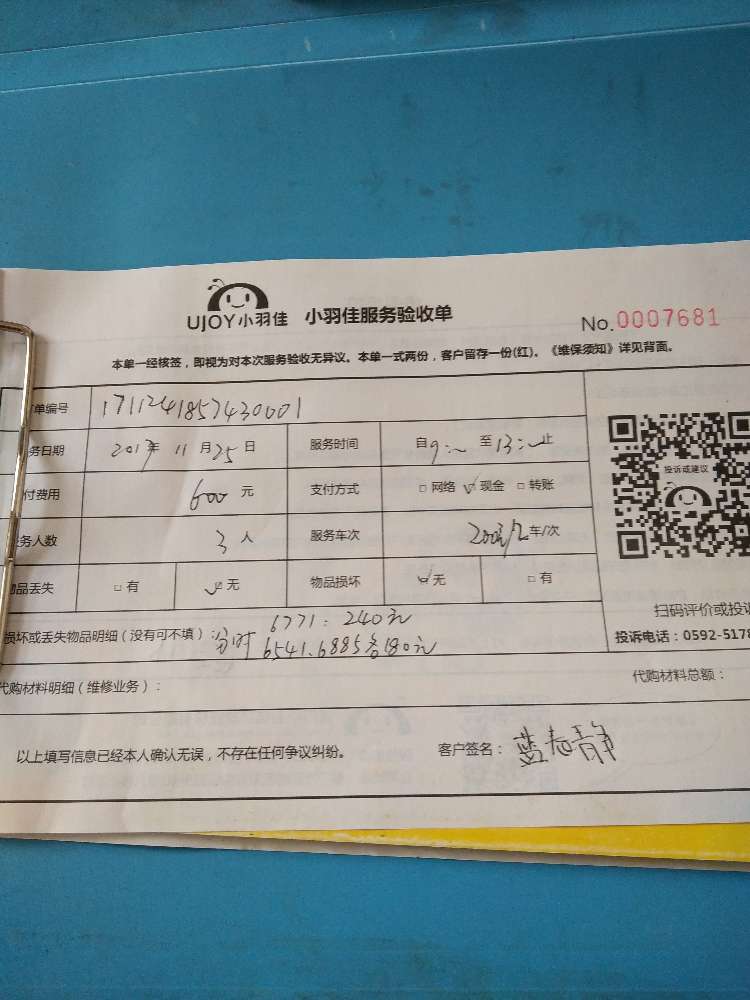 UJOY小羽佳 小羽佳服务验收单
No.0007681
本单一经核签，即视为对本次服务验收无异议。本单一式两份，客户留存一份(红)。《维保须知》详见背面。
单编号 1711241857430001
务日期 2017年 11月25日 服务时间 自9:~ 至13:~止
付费用 600元 支付方式 □网络 ☑现金 □转账
务人数 3人 服务车次 车/次
投诉或建议
品丢失 □有 ☑无 物品损坏 ☑无 □有
扫码评价或投诉
损坏或丢失物品明细（没有可不填）： 6771: 240元
6541.6885各180元
投诉电话：0592-5178
代购材料明细（维修业务）： 代购材料总额：
以上填写信息已经本人确认无误，不存在任何争议纠纷。 客户签名： 蓝志静